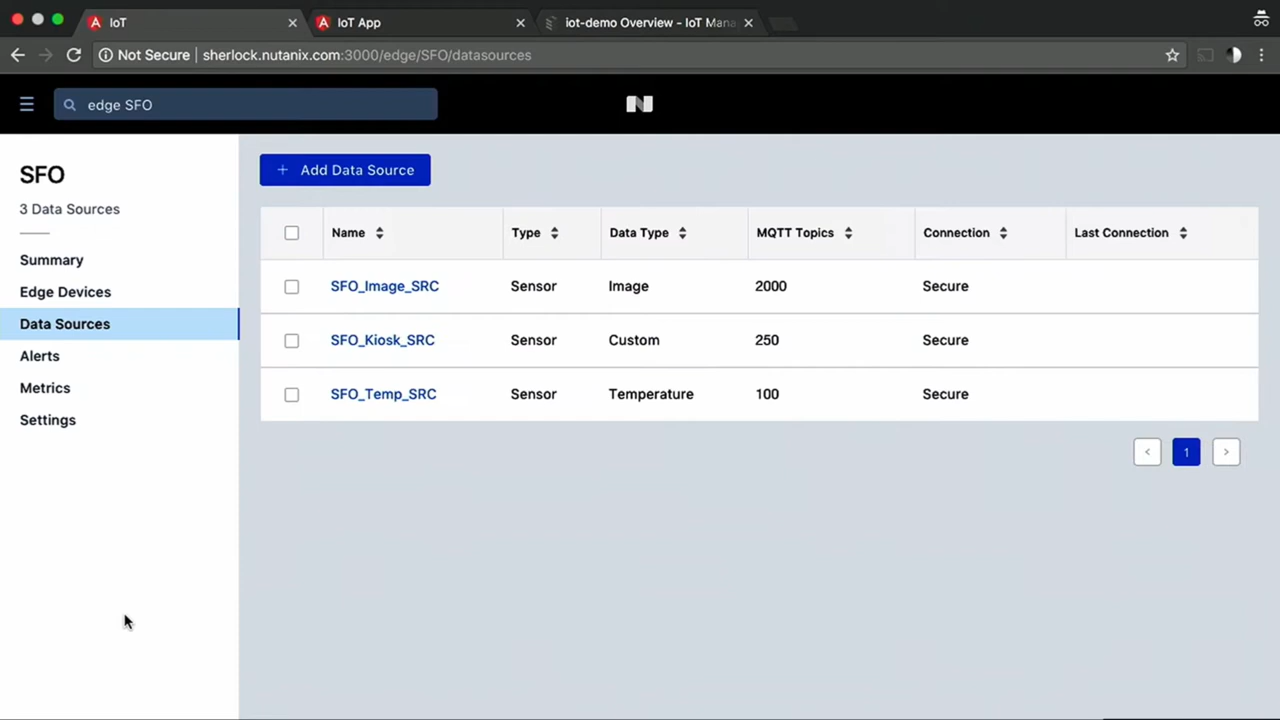 IoT
IoT App
iot-demo Overview - IoT Mana
Not Secure
sherlock.nutanix.com:3000/edge/SFO/datasources
edge SFO
SFO
3 Data Sources
Summary
Edge Devices
Data Sources
Alerts
Metrics
Settings
+ Add Data Source
Name Type Data Type MQTT Topics Connection Last Connection
SFO_Image_SRC Sensor Image 2000 Secure
SFO_Kiosk_SRC Sensor Custom 250 Secure
SFO_Temp_SRC Sensor Temperature 100 Secure
< 1 >